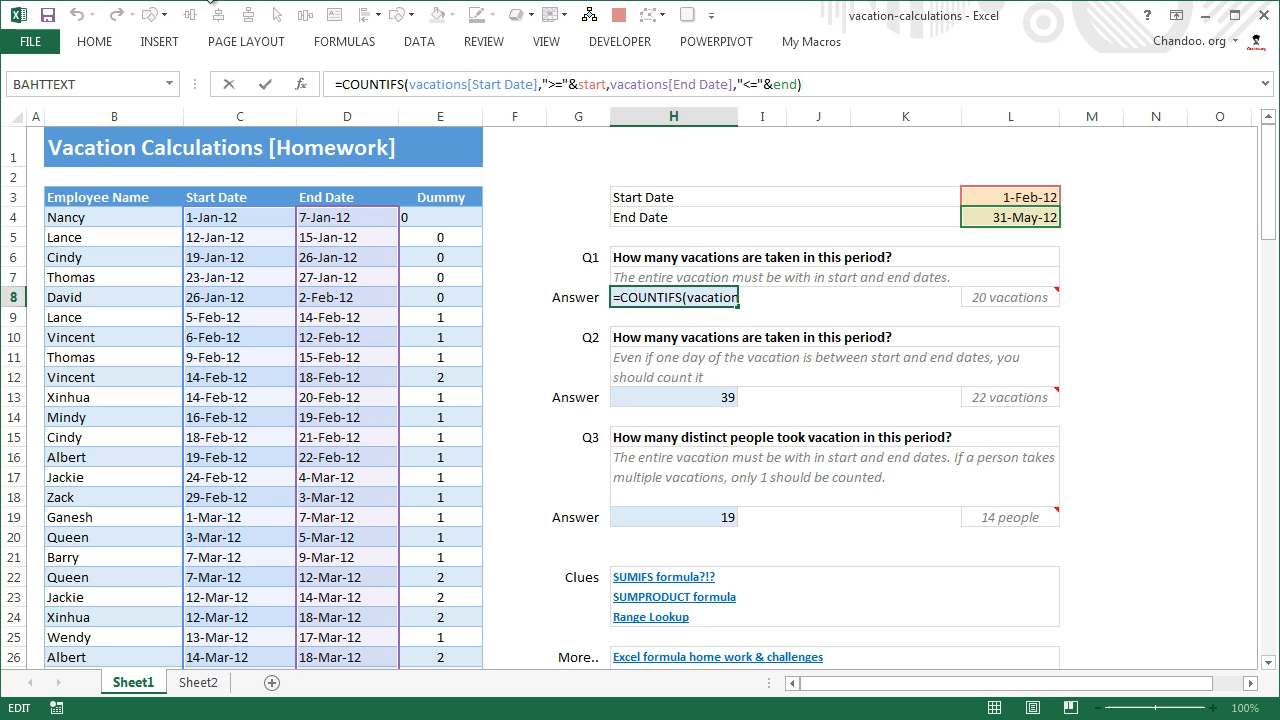 vacation-calculations - Excel
FILE HOME INSERT PAGE LAYOUT FORMULAS DATA REVIEW VIEW DEVELOPER POWERPOINT My Macros Chandoo. org
BAHTTEXT fx =COUNTIFS(vacations[Start Date],">="&start,vacations[End Date],"<="&end)
A B C D E F G H I J K L M N O
1 Vacation Calculations [Homework]
2
3 Employee Name Start Date End Date Dummy Start Date 1-Feb-12
4 Nancy 1-Jan-12 7-Jan-12 0 End Date 31-May-12
5 Lance 12-Jan-12 15-Jan-12 0
6 Cindy 19-Jan-12 26-Jan-12 0 Q1 How many vacations are taken in this period?
7 Thomas 23-Jan-12 27-Jan-12 0 The entire vacation must be with in start and end dates.
8 David 26-Jan-12 2-Feb-12 0 Answer =COUNTIFS(vacation 20 vacations
9 Lance 5-Feb-12 14-Feb-12 1
10 Vincent 6-Feb-12 12-Feb-12 1 Q2 How many vacations are taken in this period?
11 Thomas 9-Feb-12 15-Feb-12 1 Even if one day of the vacation is between start and end dates, you
12 Vincent 14-Feb-12 18-Feb-12 2 should count it
13 Xinhua 14-Feb-12 20-Feb-12 1 Answer 39 22 vacations
14 Mindy 16-Feb-12 19-Feb-12 1
15 Cindy 18-Feb-12 21-Feb-12 1 Q3 How many distinct people took vacation in this period?
16 Albert 19-Feb-12 22-Feb-12 1 The entire vacation must be with in start and end dates. If a person takes
17 Jackie 24-Feb-12 4-Mar-12 1 multiple vacations, only 1 should be counted.
18 Zack 29-Feb-12 3-Mar-12 1
19 Ganesh 1-Mar-12 7-Mar-12 1 Answer 19 14 people
20 Queen 3-Mar-12 5-Mar-12 1
21 Barry 7-Mar-12 9-Mar-12 1
22 Queen 7-Mar-12 12-Mar-12 2 Clues SUMIFS formula?!?
23 Jackie 12-Mar-12 14-Mar-12 2 SUMPRODUCT formula
24 Xinhua 12-Mar-12 18-Mar-12 2 Range Lookup
25 Wendy 13-Mar-12 17-Mar-12 1
26 Albert 14-Mar-12 18-Mar-12 2 More.. Excel formula home work & challenges
Sheet1 Sheet2
EDIT 100%